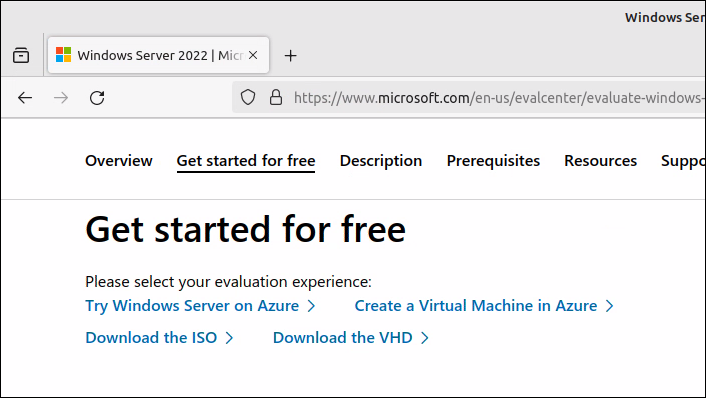 Windows Ser
Windows Server 2022 | Micr
https://www.microsoft.com/en-us/evalcenter/evaluate-windows-
Overview Get started for free Description Prerequisites Resources Suppo
Get started for free
Please select your evaluation experience:
Try Windows Server on Azure Create a Virtual Machine in Azure
Download the ISO Download the VHD